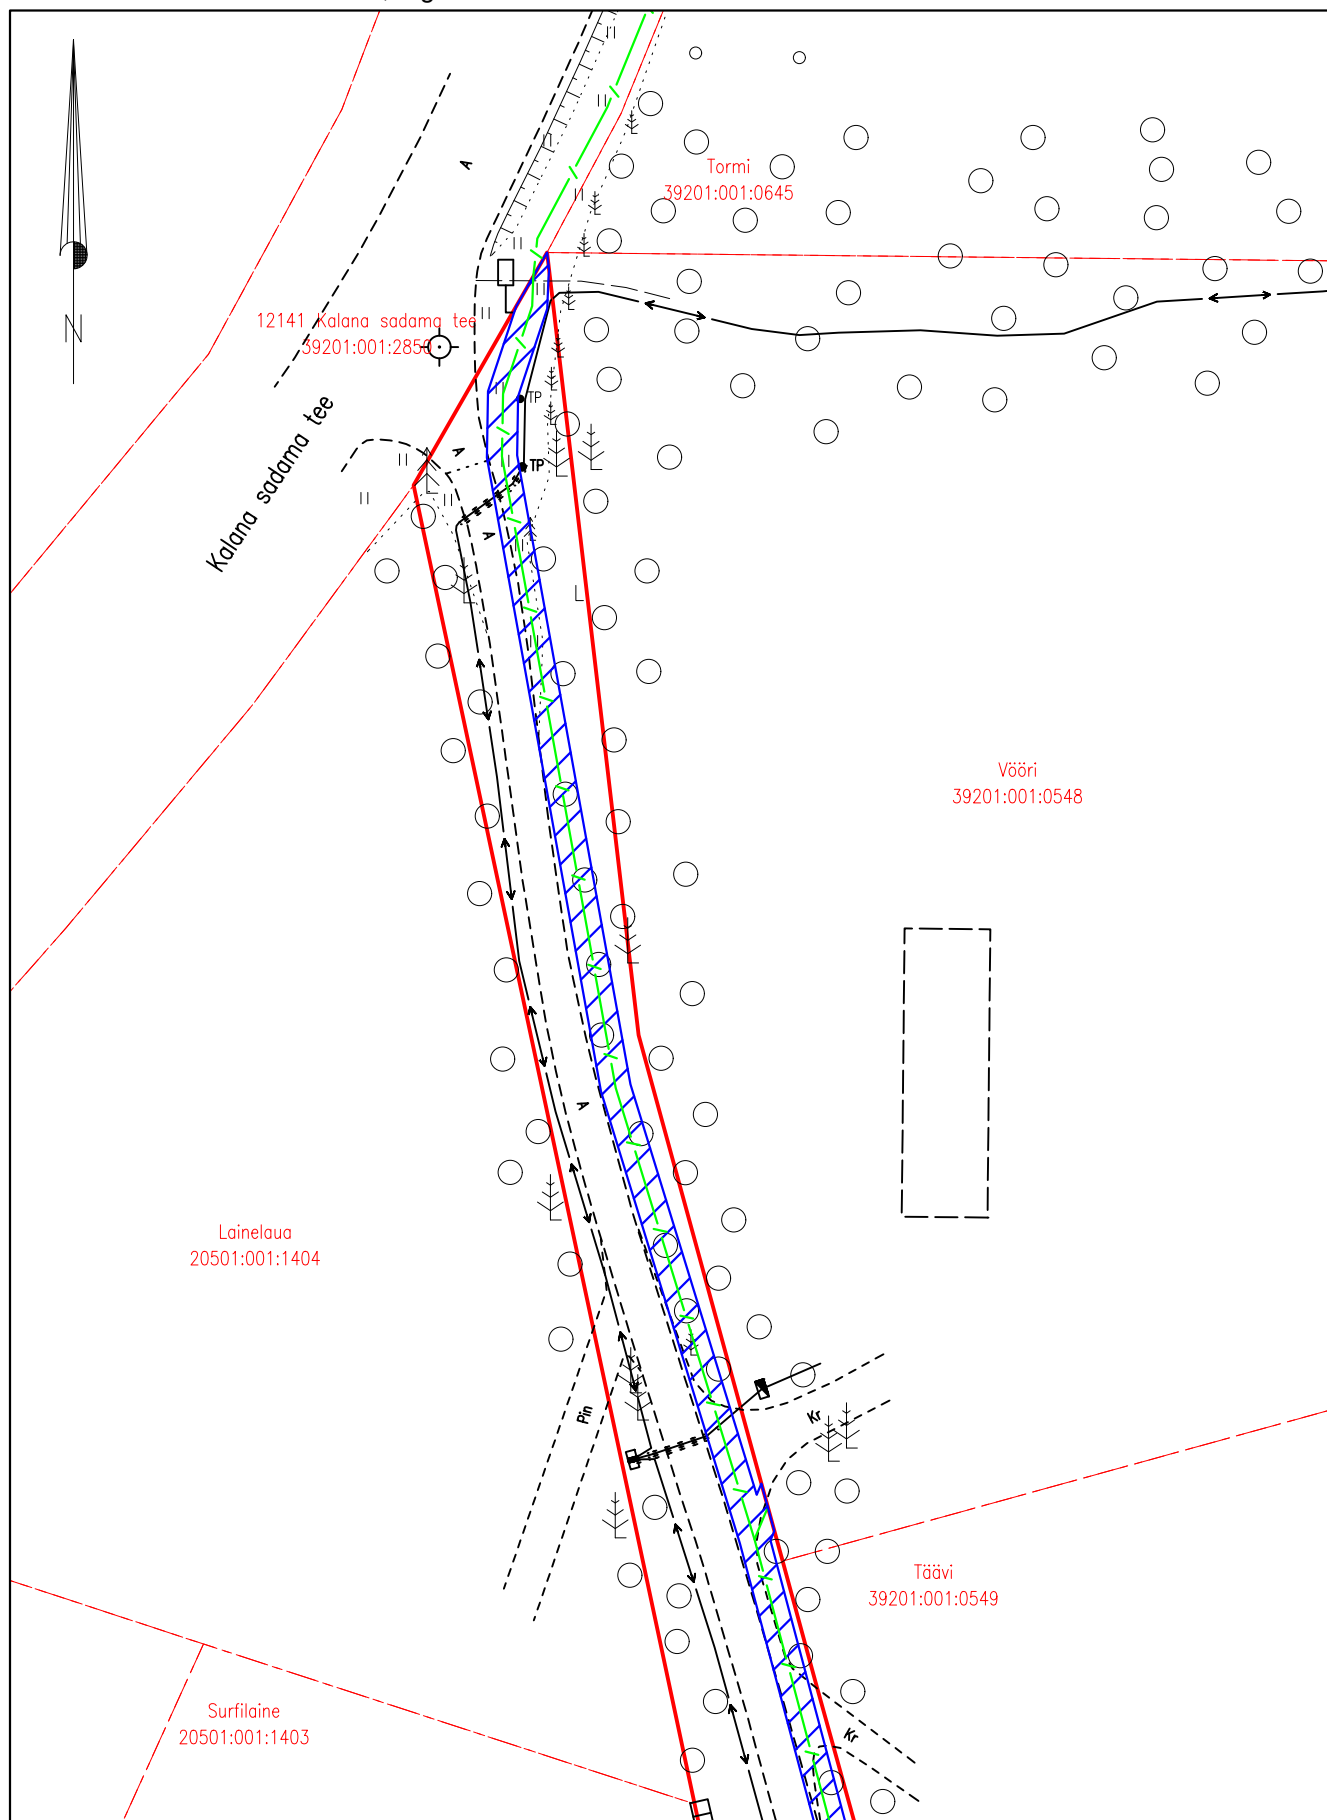 A
Tormi
39201:001:0645
N
12141 Kalana sadama tee
39201:001:2850
Kalana sadama tee
TP
TP
A
A
L
Vööri
39201:001:0548
A
Lainelaua
20501:001:1404
Pin
Kr
Täävi
39201:001:0549
Surfilaine
20501:001:1403
Kr